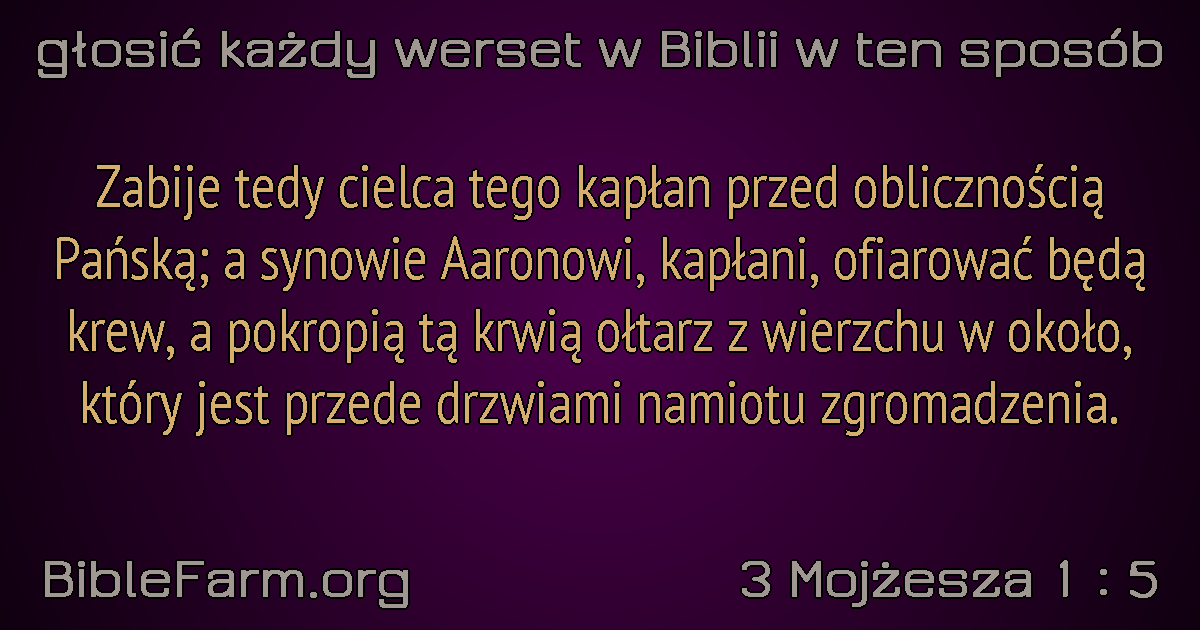 głosić każdy werset w Biblii w ten sposób
Zabije tedy cielca tego kapłan przed oblicznością
Pańską; a synowie Aaronowi, kapłani, ofiarować będą
krew, a pokropią tą krwią ołtarz z wierzchu w około,
który jest przede drzwiami namiotu zgromadzenia.
BibleFarm.org
3 Mojżesza 1 : 5